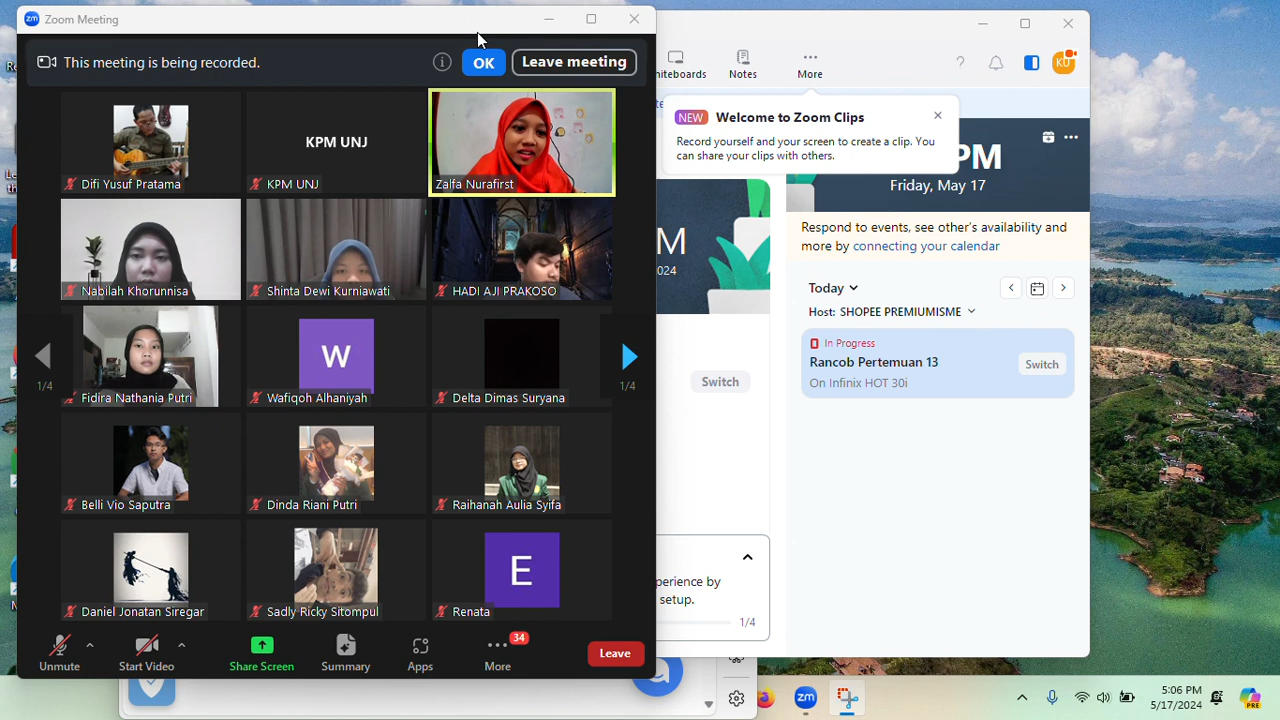 Zoom Meeting
This meeting is being recorded.
OK
Leave meeting
Difi Yusuf Pratama
KPM UNJ
KPM UNJ
Zalfa Nurafirst
Nabilah Khorunnisa
Shinta Dewi Kurniawati
HADI AJI PRAKOSO
Fidira Nathania Putri
W
Wafiqoh Alhaniyah
Delta Dimas Suryana
1/4
1/4
Belli Vio Saputra
Dinda Riani Putri
Raihanah Aulia Syifa
Daniel Jonatan Siregar
Sadly Ricky Sitompul
E
Renata
Unmute
Start Video
Share Screen
Summary
Apps
34
More
Leave
Notes
More
KU
NEW Welcome to Zoom Clips
Record yourself and your screen to create a clip. You
can share your clips with others.
PM
Friday, May 17
Respond to events, see other's availability and
more by connecting your calendar
Today
Host: SHOPEE PREMIUMISME
In Progress
Rancob Pertemuan 13
On Infinix HOT 30i
Switch
Switch
perience by
setup.
1/4
5:06 PM
5/17/2024
PRE